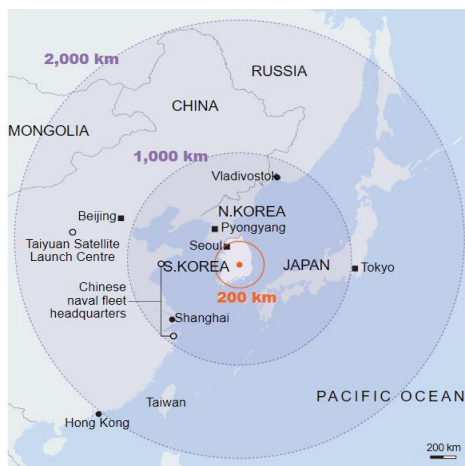 2,000 km
RUSSIA
CHINA
MONGOLIA
1,000 km
Vladivostok
N.KOREA
Beijing
Pyongyang
Taiyuan Satellite
Launch Centre
Seoul
S.KOREA
JAPAN
Tokyo
Chinese
naval fleet
headquarters
200 km
Shanghai
PACIFIC OCEAN
Taiwan
Hong Kong
200 km